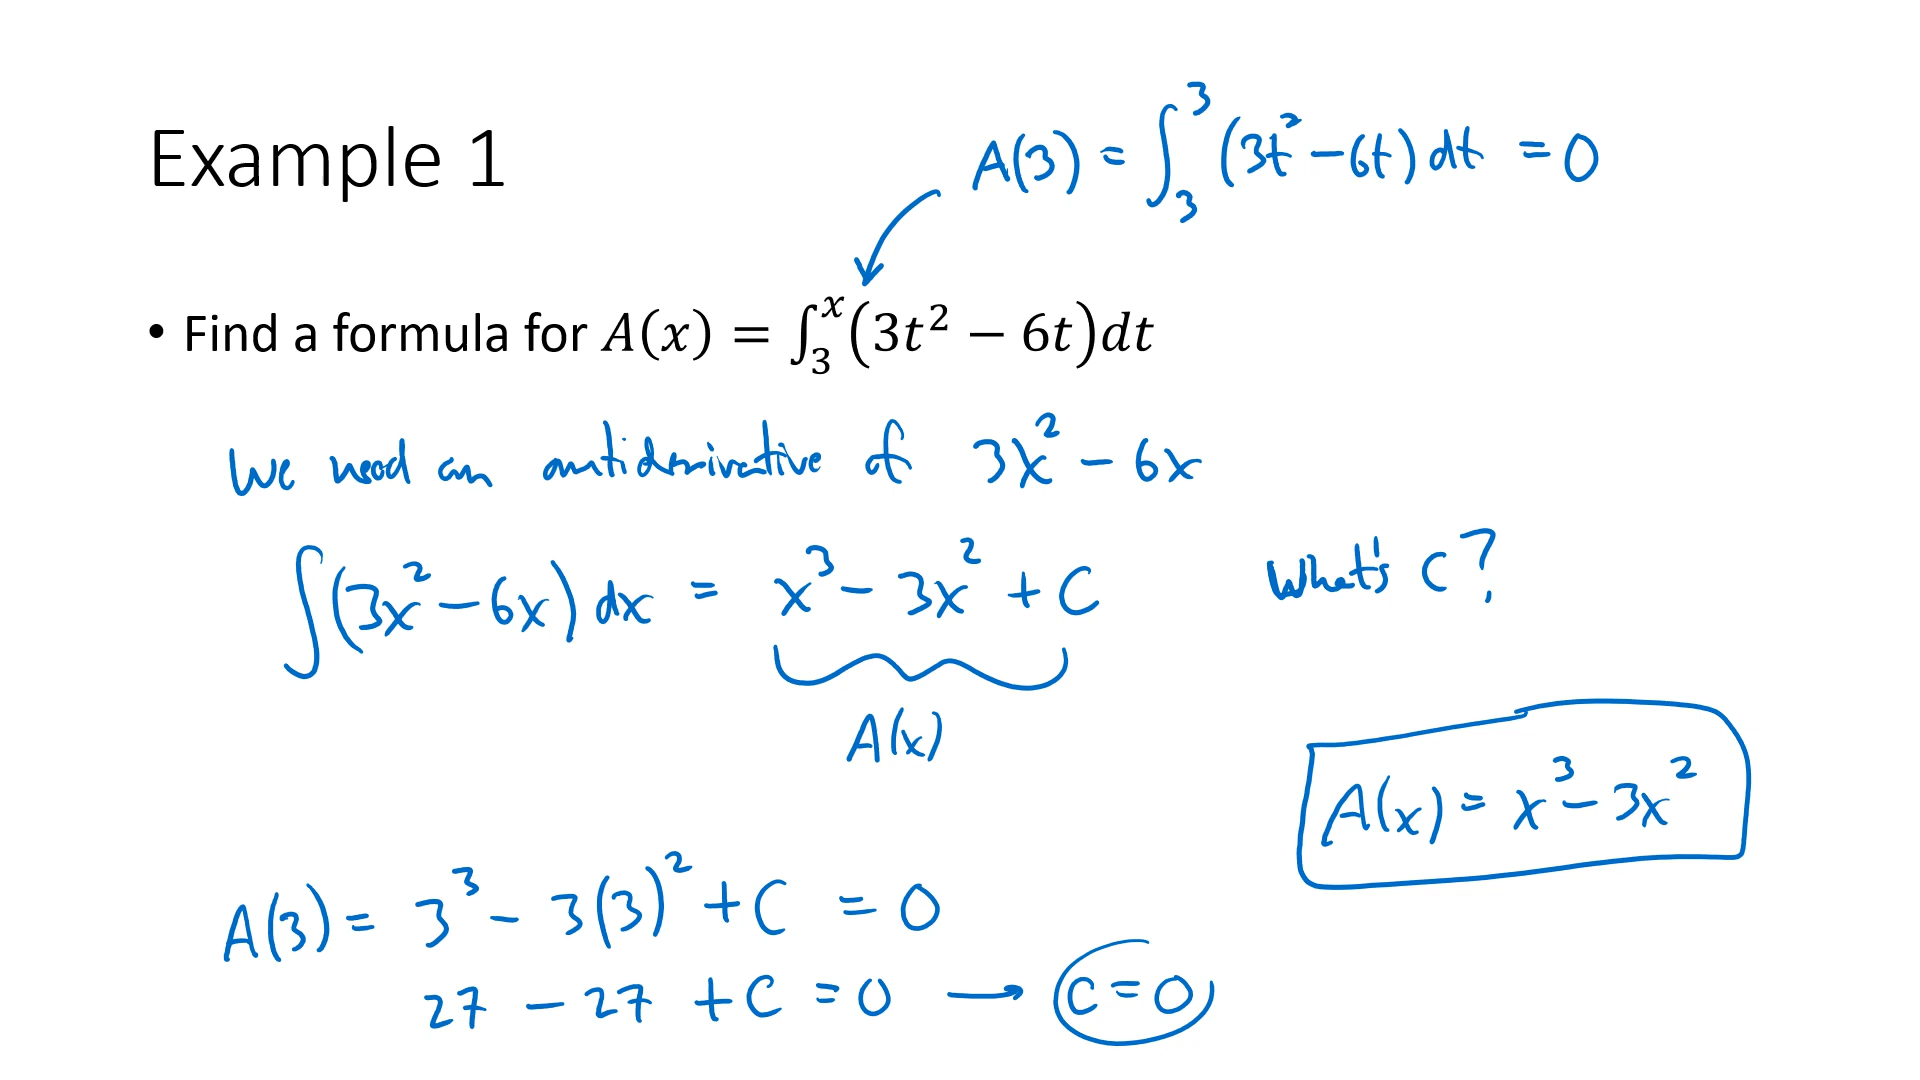 Example 1
A(3) = ∫₃³ (3t² − 6t) dt = 0
• Find a formula for A(x) = ∫₃ˣ (3t² − 6t)dt
We need an antiderivative of 3x² − 6x
∫(3x² − 6x) dx = x³ − 3x² + C
What's C?
A(x)
A(x) = x³ − 3x²
A(3) = 3³ − 3(3)² + C = 0
27 − 27 + C = 0 → C = 0